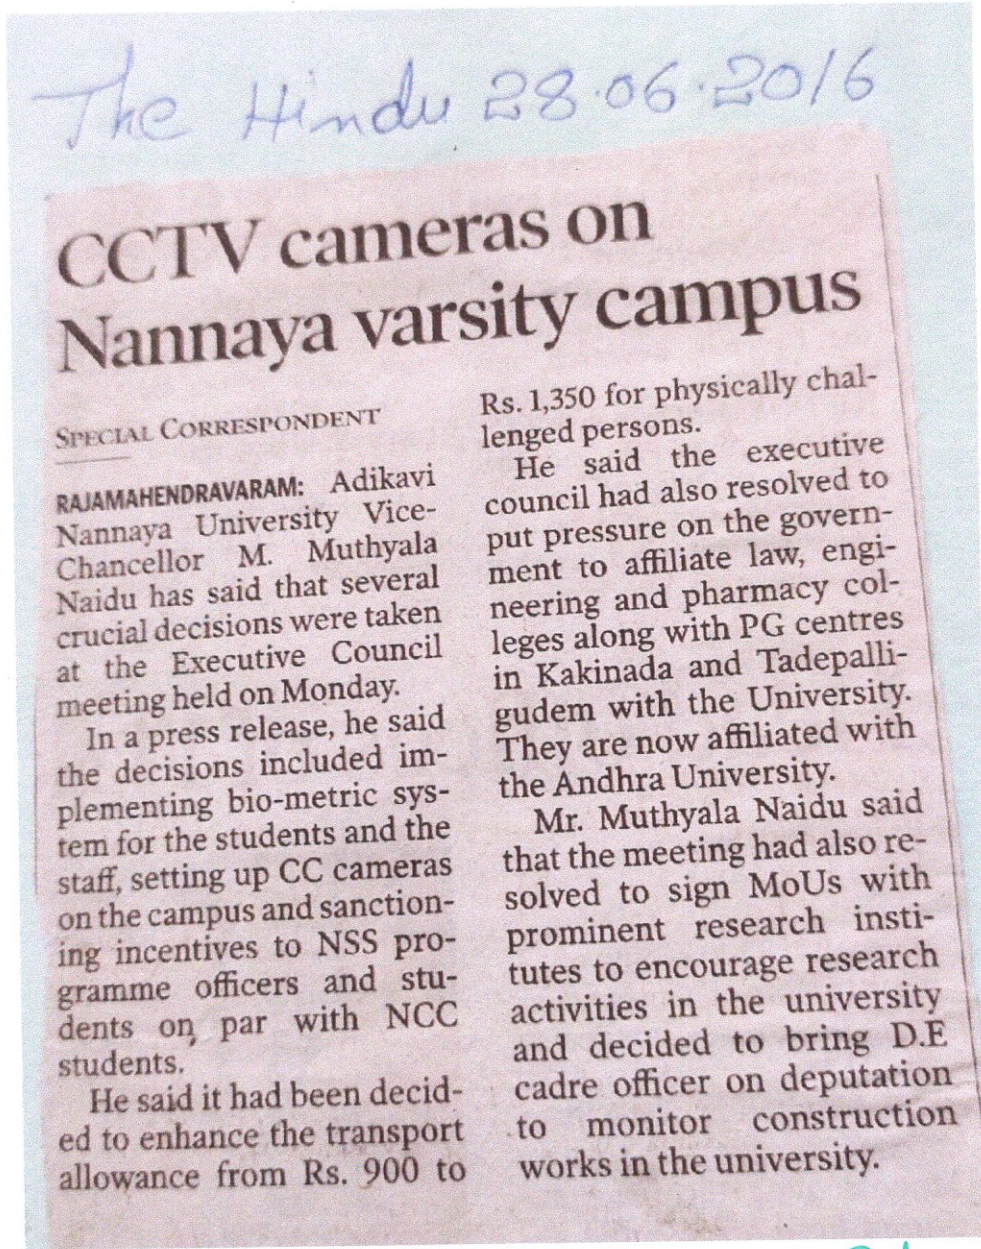 The Hindu 28.06.2016
CCTV cameras on
Nannaya varsity campus
SPECIAL CORRESPONDENT
RAJAMAHENDRAVARAM: Adikavi
Nannaya University Vice-
Chancellor M. Muthyala
Naidu has said that several
crucial decisions were taken
at the Executive Council
meeting held on Monday.
In a press release, he said
the decisions included im-
plementing bio-metric sys-
tem for the students and the
staff, setting up CC cameras
on the campus and sanction-
ing incentives to NSS pro-
gramme officers and stu-
dents on par with NCC
students.
He said it had been decid-
ed to enhance the transport
allowance from Rs. 900 to
Rs. 1,350 for physically chal-
lenged persons.
He said the executive
council had also resolved to
put pressure on the govern-
ment to affiliate law, engi-
neering and pharmacy col-
leges along with PG centres
in Kakinada and Tadepalli-
gudem with the University.
They are now affiliated with
the Andhra University.
Mr. Muthyala Naidu said
that the meeting had also re-
solved to sign MoUs with
prominent research insti-
tutes to encourage research
activities in the university
and decided to bring D.E
cadre officer on deputation
to monitor construction
works in the university.